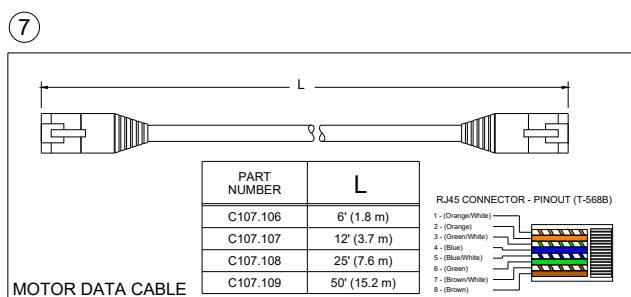 7
L
PART NUMBER L
C107.106 6' (1.8 m)
C107.107 12' (3.7 m)
C107.108 25' (7.6 m)
C107.109 50' (15.2 m)
MOTOR DATA CABLE
RJ45 CONNECTOR - PINOUT (T-568B)
1 - (Orange/White)
2 - (Orange)
3 - (Green/White)
4 - (Blue)
5 - (Blue/White)
6 - (Green)
7 - (Brown/White)
8 - (Brown)